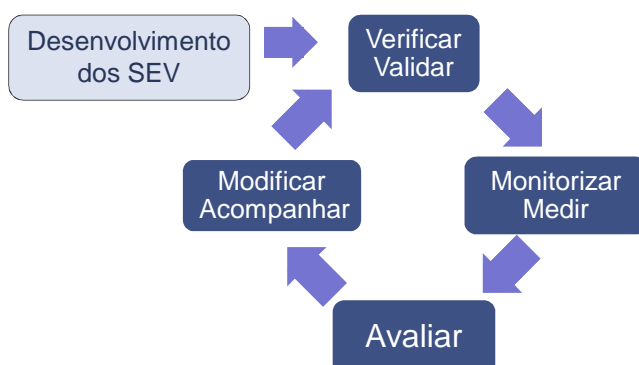 Desenvolvimento
dos SEV
Verificar
Validar
Monitorizar
Medir
Avaliar
Modificar
Acompanhar